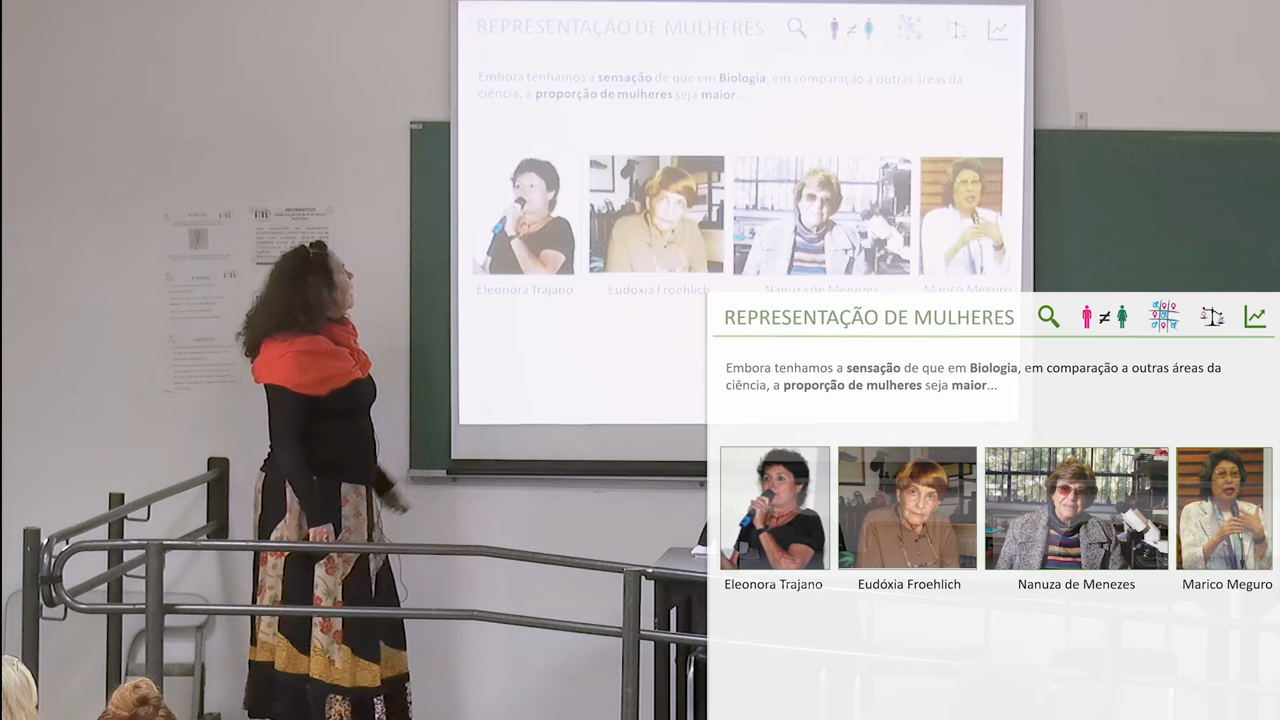 REPRESENTAÇÃO DE MULHERES
≠
Embora tenhamos a sensação de que em Biologia, em comparação a outras áreas da
ciência, a proporção de mulheres seja maior...
Eleonora Trajano Eudóxia Froehlich Nanuza de Menezes Marico Meguro
REPRESENTAÇÃO DE MULHERES
≠
Embora tenhamos a sensação de que em Biologia, em comparação a outras áreas da
ciência, a proporção de mulheres seja maior...
Eleonora Trajano Eudóxia Froehlich Nanuza de Menezes Marico Meguro